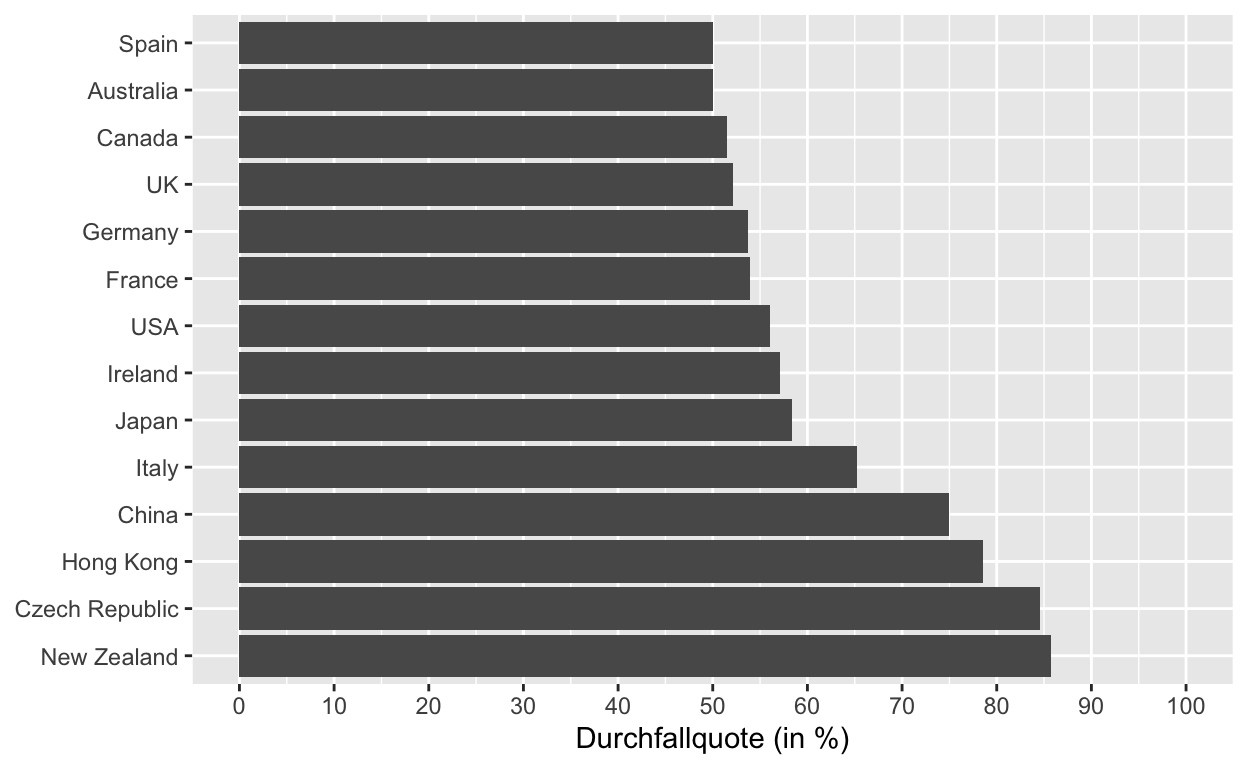 Spain
Australia
Canada
UK
Germany
France
USA
Ireland
Japan
Italy
China
Hong Kong
Czech Republic
New Zealand
0 10 20 30 40 50 60 70 80 90 100
Durchfallquote (in %)